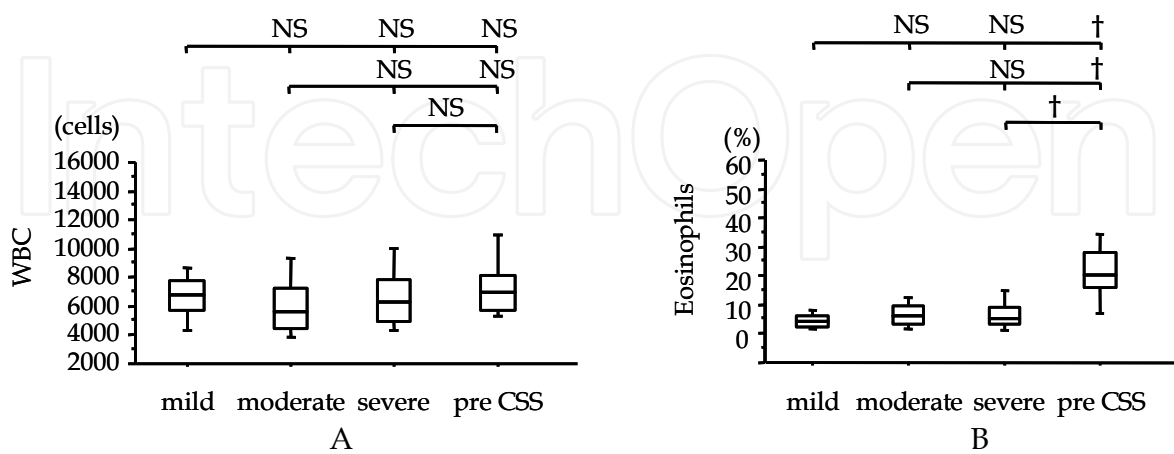 NS NS NS
NS NS
NS
(cells)
16000
14000
12000
10000
8000
6000
4000
2000
WBC
mild moderate severe pre CSS
A
NS NS †
NS †
†
(%)
60
50
40
30
20
10
0
Eosinophils
mild moderate severe pre CSS
B
IntechOpen